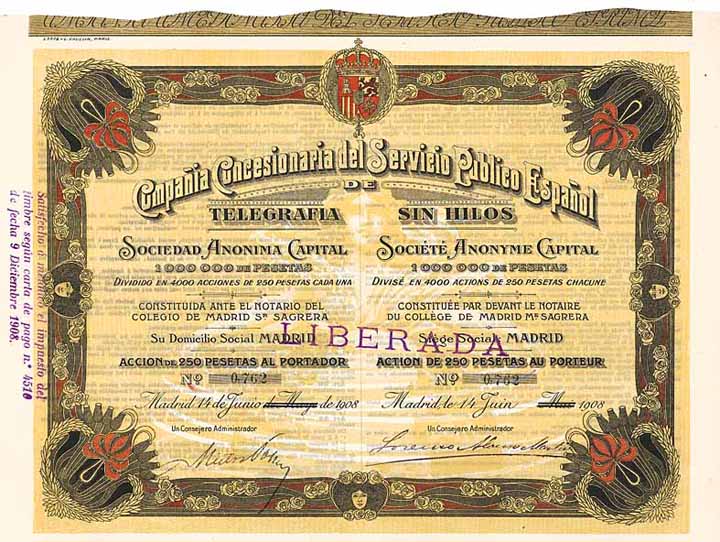 Compañia Concesionaria del Servicio Público Español
DE
TELEGRAFIA SIN HILOS
SOCIEDAD ANONIMA CAPITAL
1 000 000 DE PESETAS
DIVIDIDO EN 4000 ACCIONES DE 250 PESETAS CADA UNA
CONSTITUIDA ANTE EL NOTARIO DEL
COLEGIO DE MADRID Sr SAGRERA
Su Domicilio Social MADRID
ACCION DE 250 PESETAS AL PORTADOR
Nº 0,762
Madrid 14 de Junio de Mayo de 1908
Un Consejero Administrador
SOCIÉTÉ ANONYME CAPITAL
1 000 000 DE PESETAS
DIVISÉ EN 4000 ACTIONS DE 250 PESETAS CHACUNE
CONSTITUÉE PAR DEVANT LE NOTAIRE
DU COLLÈGE DE MADRID Mr SAGRERA
Siège Social MADRID
ACTION DE 250 PESETAS AU PORTEUR
Nº 0,762
Madrid, le 14 Juin Mai 1908
Un Consejero Administrador
LIBERADA
Satisfecho á metálico el impuesto del
timbre según carta de pago n.º 4510
de fecha 9 Diciembre 1908.